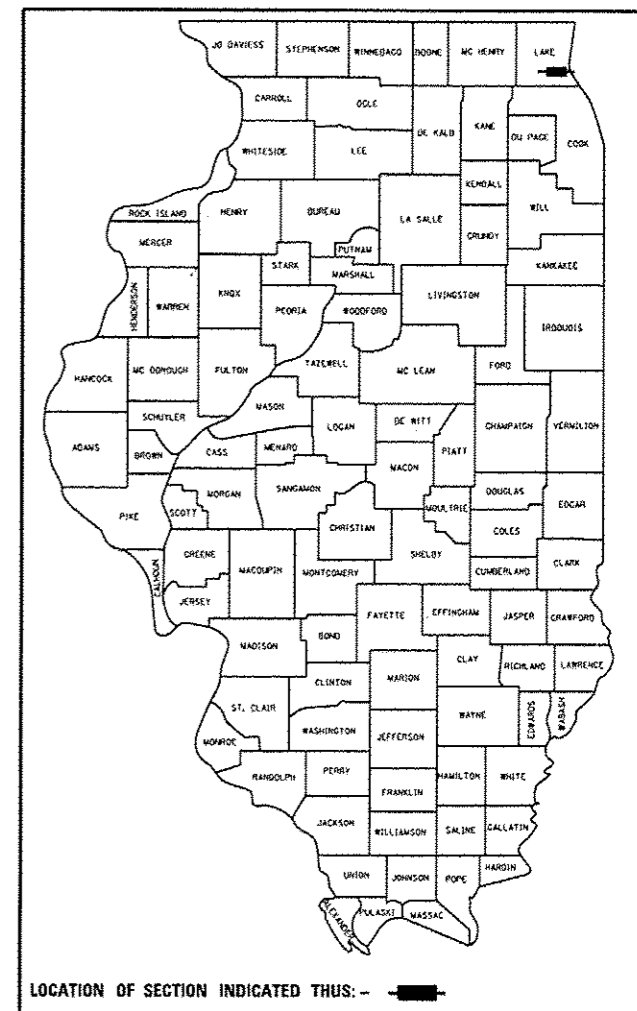 JO DAVIESS STEPHENSON WINNEBAGO BOONE MC HENRY LAKE
CARROLL OGLE DE KALB KANE DU PAGE COOK
WHITESIDE LEE KENDALL
ROCK ISLAND HENRY BUREAU LA SALLE GRUNDY WILL
MERCER PUTNAM KANKAKEE
STARK MARSHALL
HENDERSON WARREN KNOX PEORIA WOODFORD LIVINGSTON IROQUOIS
HANCOCK MC DONOUGH FULTON TAZEWELL MC LEAN FORD
SCHUYLER MASON LOGAN DE WITT CHAMPAIGN VERMILION
ADAMS BROWN CASS MENARD MACON PIATT
PIKE SCOTT MORGAN SANGAMON CHRISTIAN MOULTRIE DOUGLAS EDGAR
COLES
CALHOUN GREENE MACOUPIN MONTGOMERY SHELBY CUMBERLAND CLARK
JERSEY FAYETTE EFFINGHAM JASPER CRAWFORD
MADISON BOND CLAY RICHLAND LAWRENCE
CLINTON MARION
ST. CLAIR WASHINGTON JEFFERSON WAYNE EDWARDS WABASH
MONROE
RANDOLPH PERRY FRANKLIN HAMILTON WHITE
JACKSON WILLIAMSON SALINE GALLATIN
UNION JOHNSON POPE HARDIN
ALEXANDER PULASKI MASSAC
LOCATION OF SECTION INDICATED THUS: -